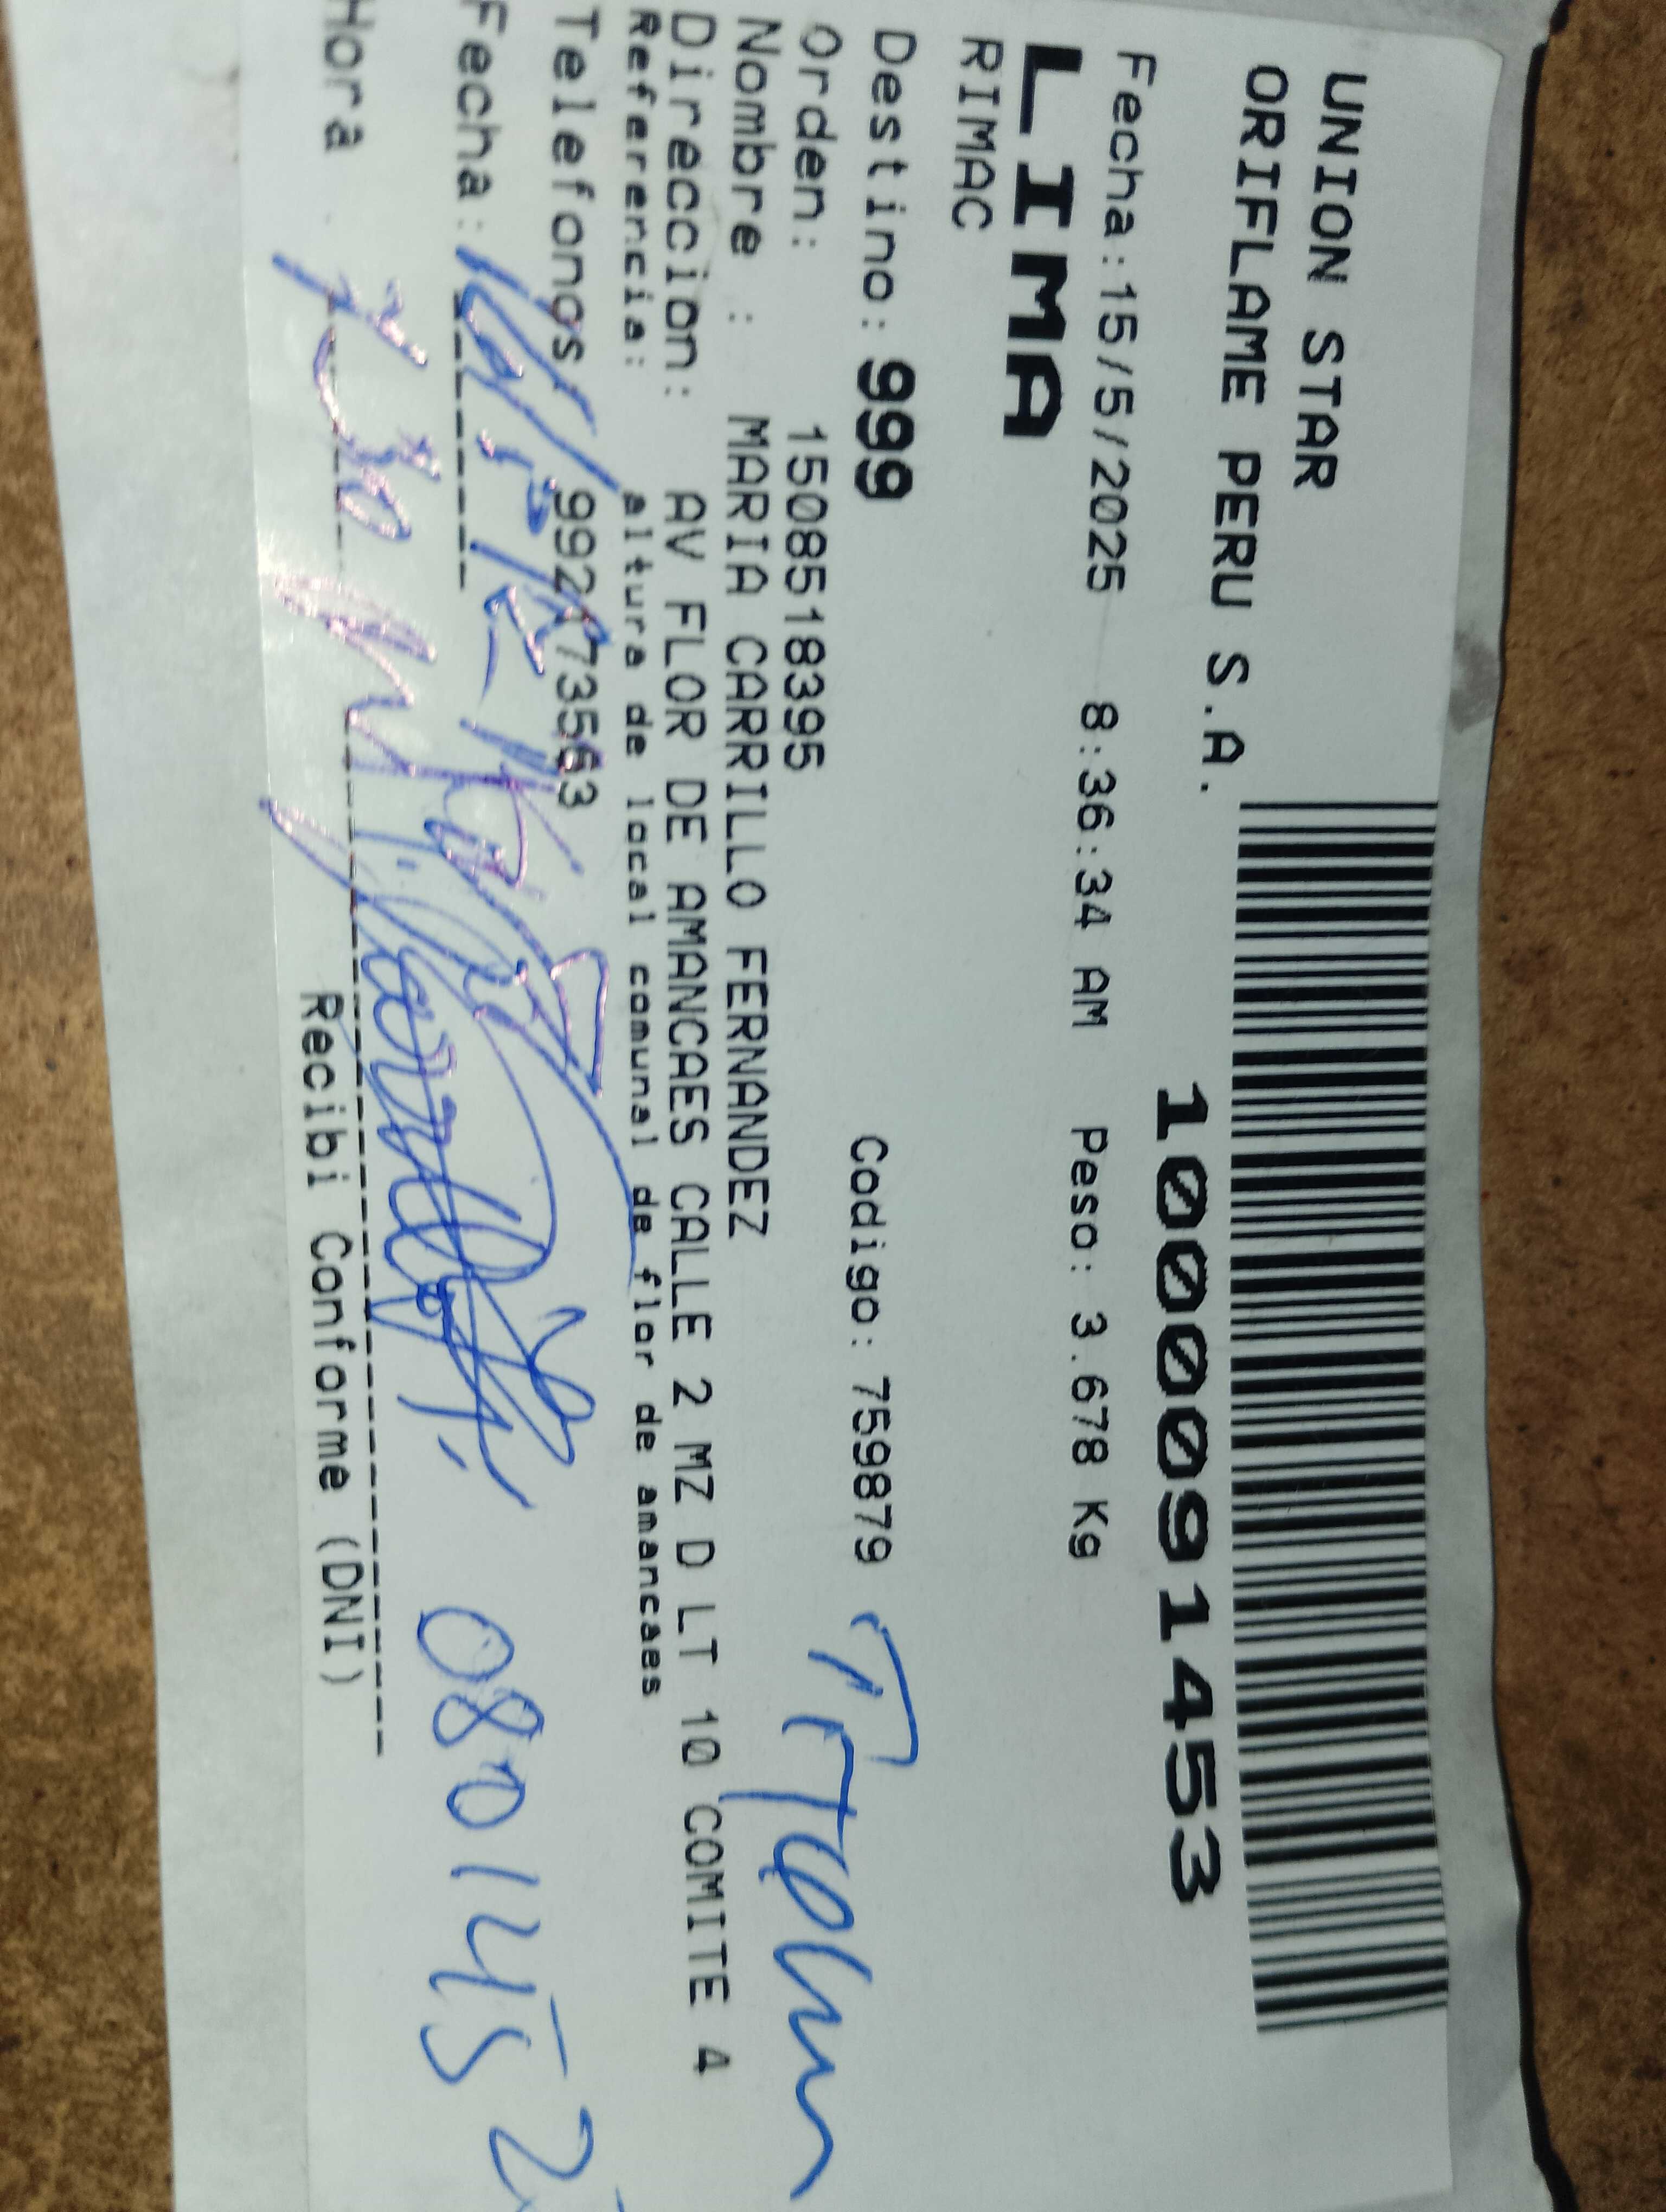 UNION STAR
ORIFLAME PERU S.A.
1000091453
Fecha:15/5/2025 8:36:34 AM Peso: 3.678 Kg
LIMA
RIMAC
Destino: 999 Codigo: 759879
Orden: 1508518395
Nombre : MARIA CARRILLO FERNANDEZ
Direccion: AV FLOR DE AMANCAES CALLE 2 MZ D LT 10 COMITE 4
Referencia: altura de local comunal de flor de amancaes
Telefonos:
Fecha:
Hora
0801452
Recibi Conforme (DNI)